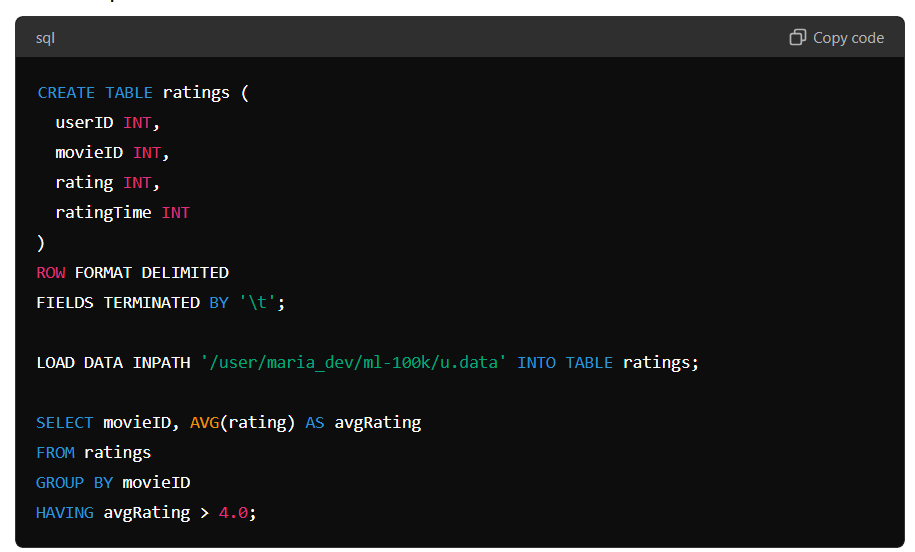 sql
Copy code
CREATE TABLE ratings (
  userID INT,
  movieID INT,
  rating INT,
  ratingTime INT
)
ROW FORMAT DELIMITED
FIELDS TERMINATED BY '\t';
LOAD DATA INPATH '/user/maria_dev/ml-100k/u.data' INTO TABLE ratings;
SELECT movieID, AVG(rating) AS avgRating
FROM ratings
GROUP BY movieID
HAVING avgRating > 4.0;